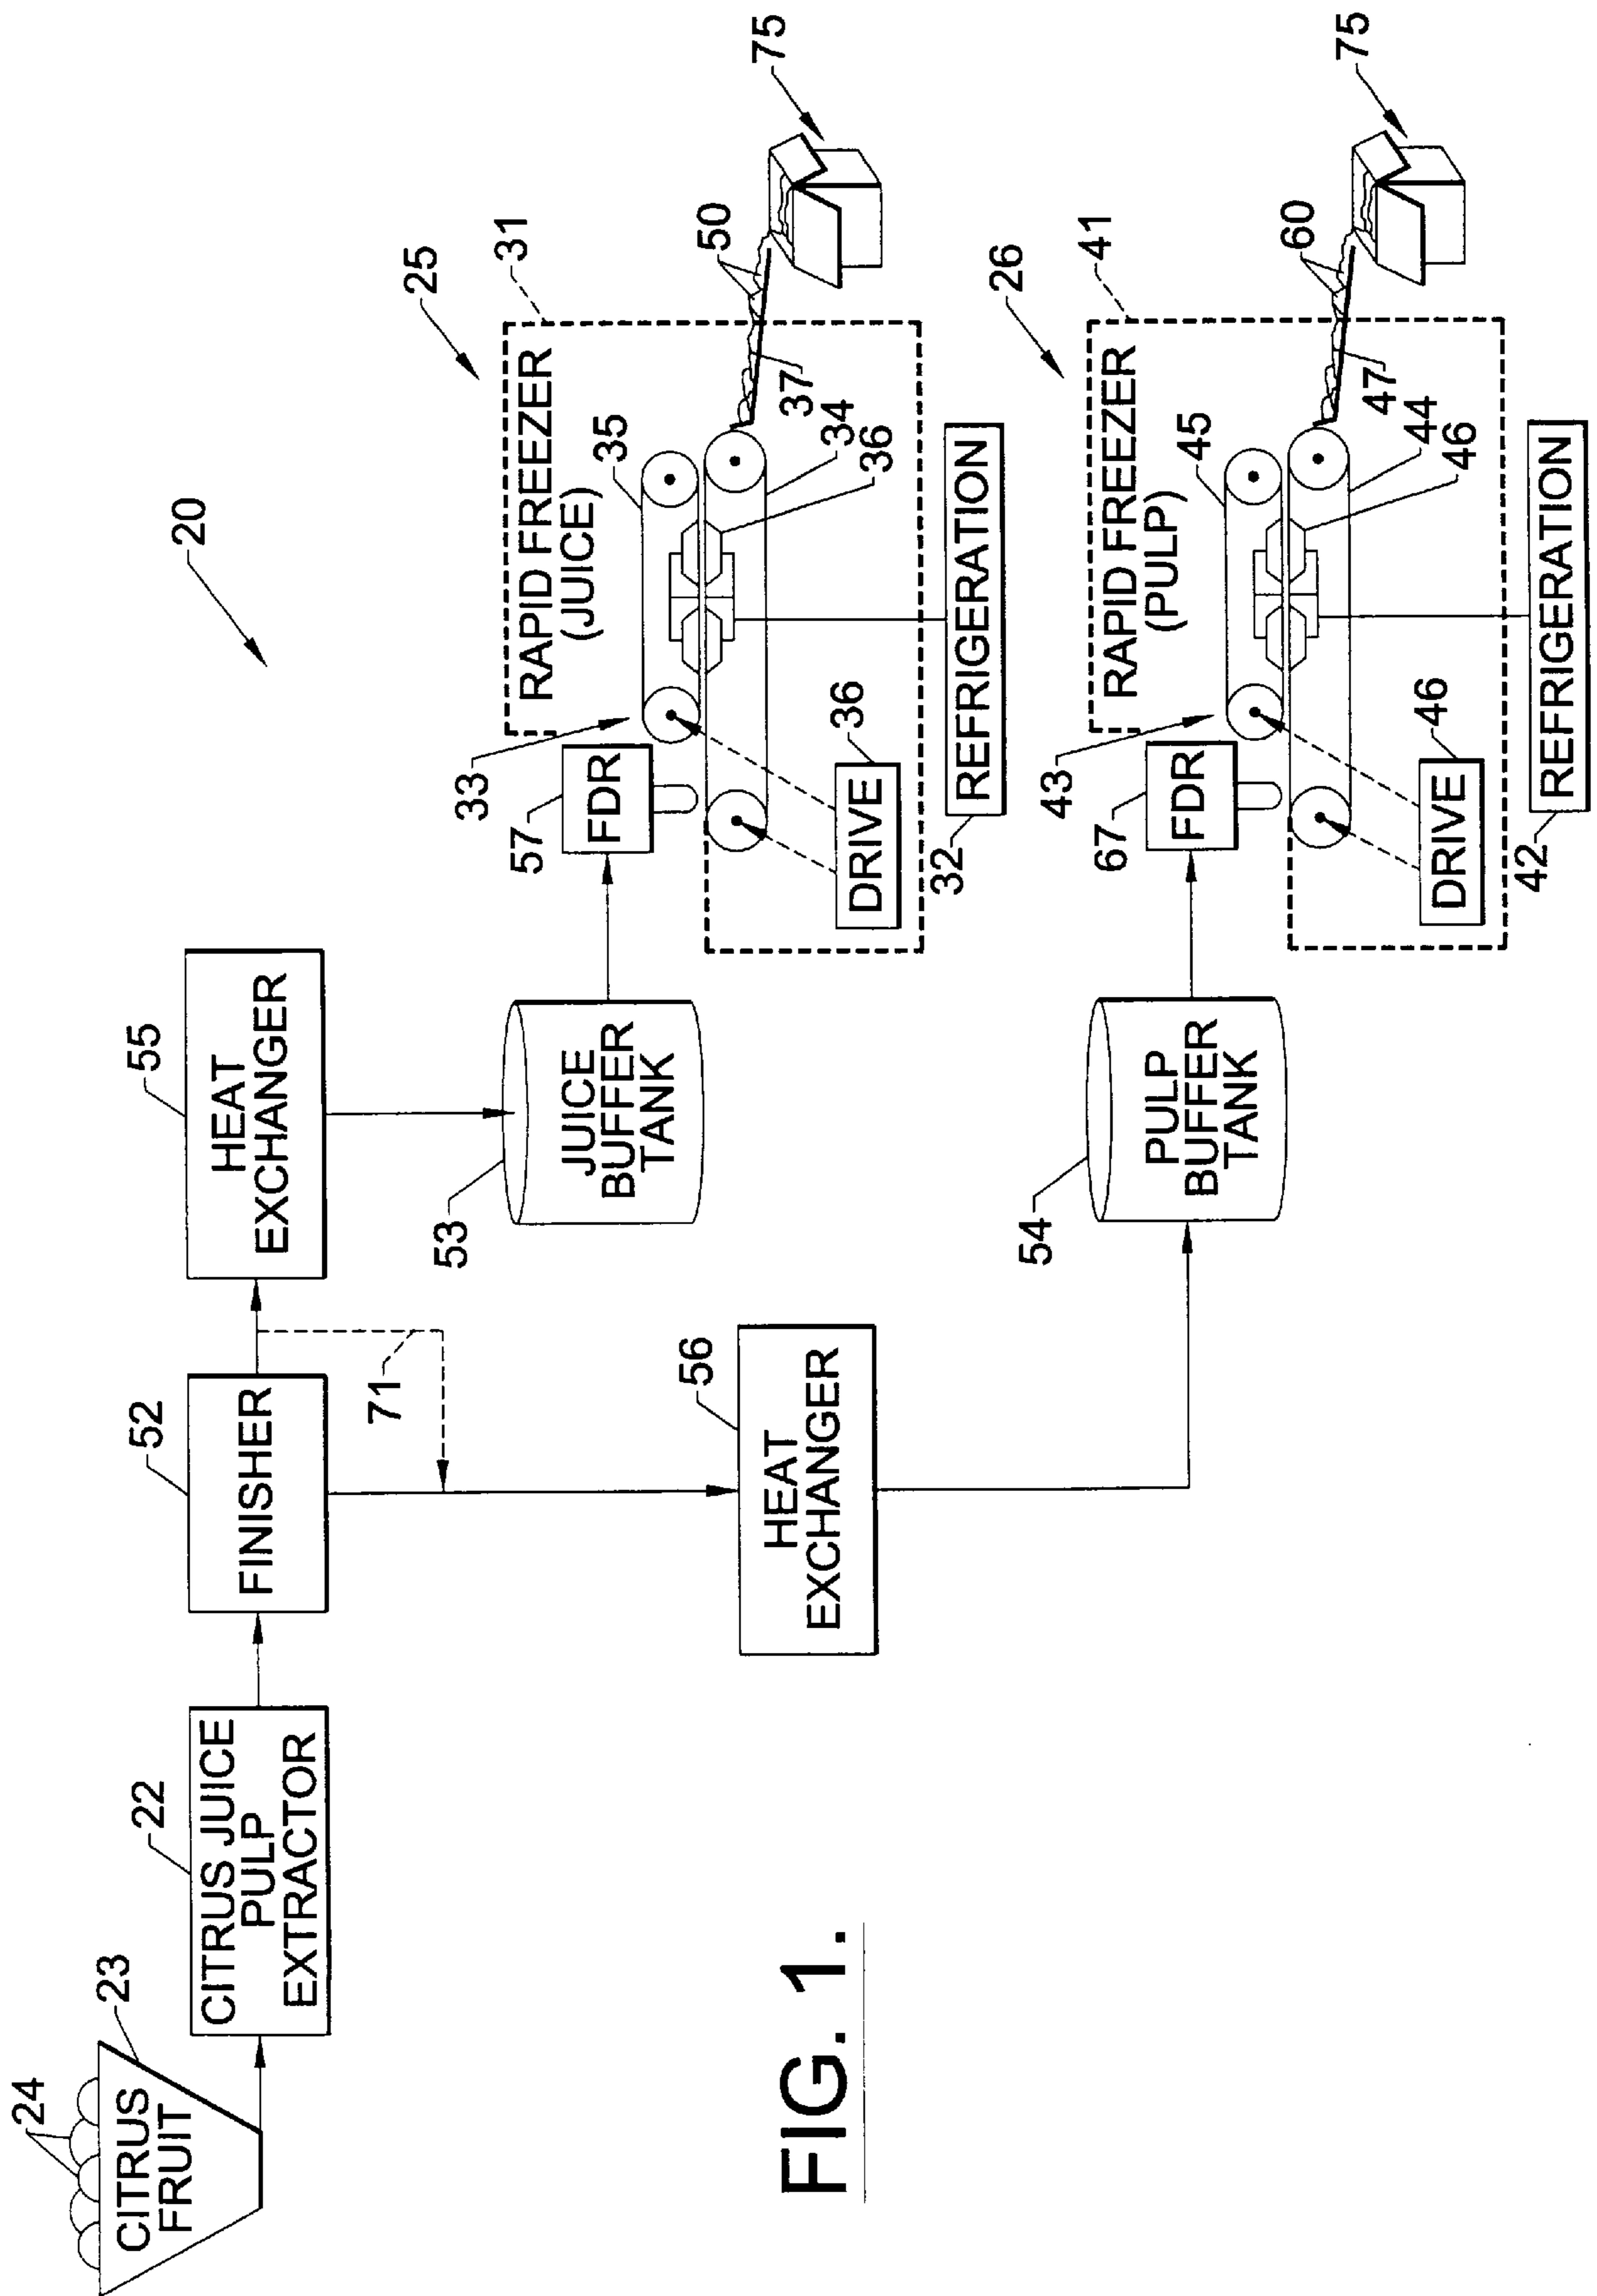 20
24
CITRUS
FRUIT
23
22
CITRUS JUICE
PULP
EXTRACTOR
52
FINISHER
71
55
HEAT
EXCHANGER
53
JUICE
BUFFER
TANK
57
FDR
33
25
31
RAPID FREEZER
(JUICE)
35
50
75
37
34
36
36
DRIVE
32
REFRIGERATION
56
HEAT
EXCHANGER
54
PULP
BUFFER
TANK
67
FDR
43
26
41
RAPID FREEZER
(PULP)
45
60
75
47
44
46
46
DRIVE
42
REFRIGERATION
FIG. 1.